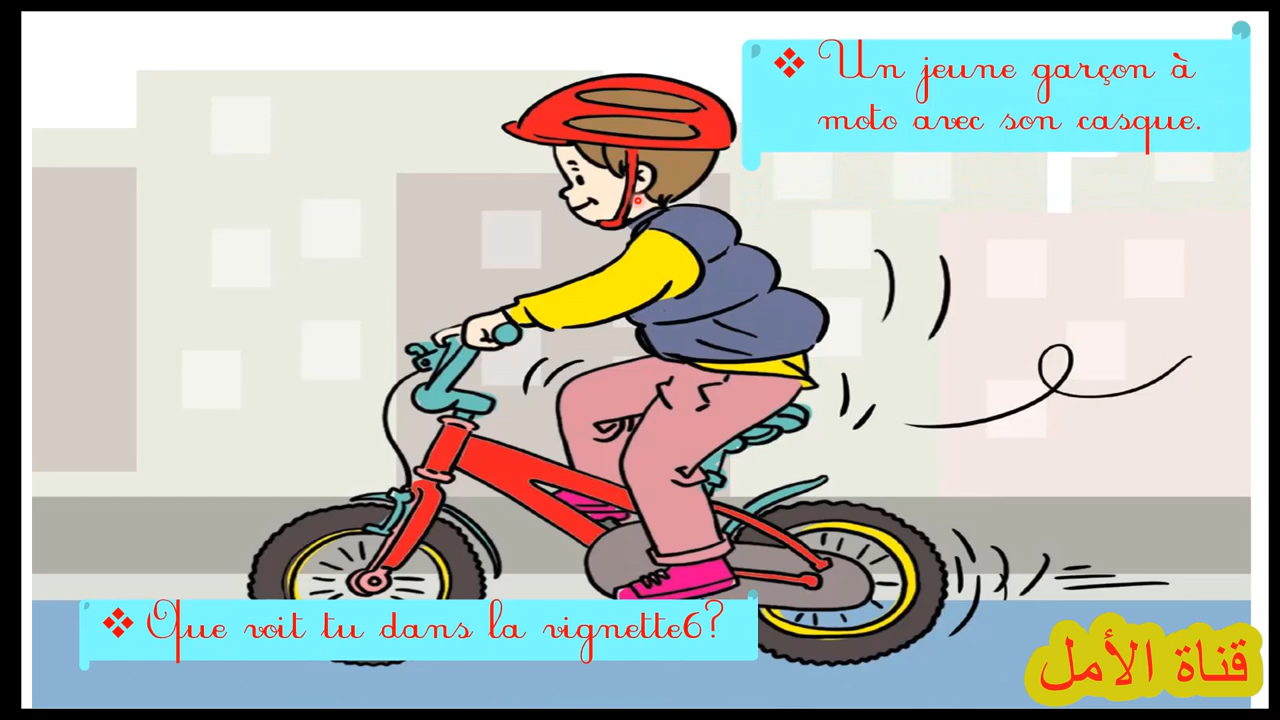 ❖ Un jeune garçon à
moto avec son casque.
❖ Que voit tu dans la vignette6?
قناة الأمل